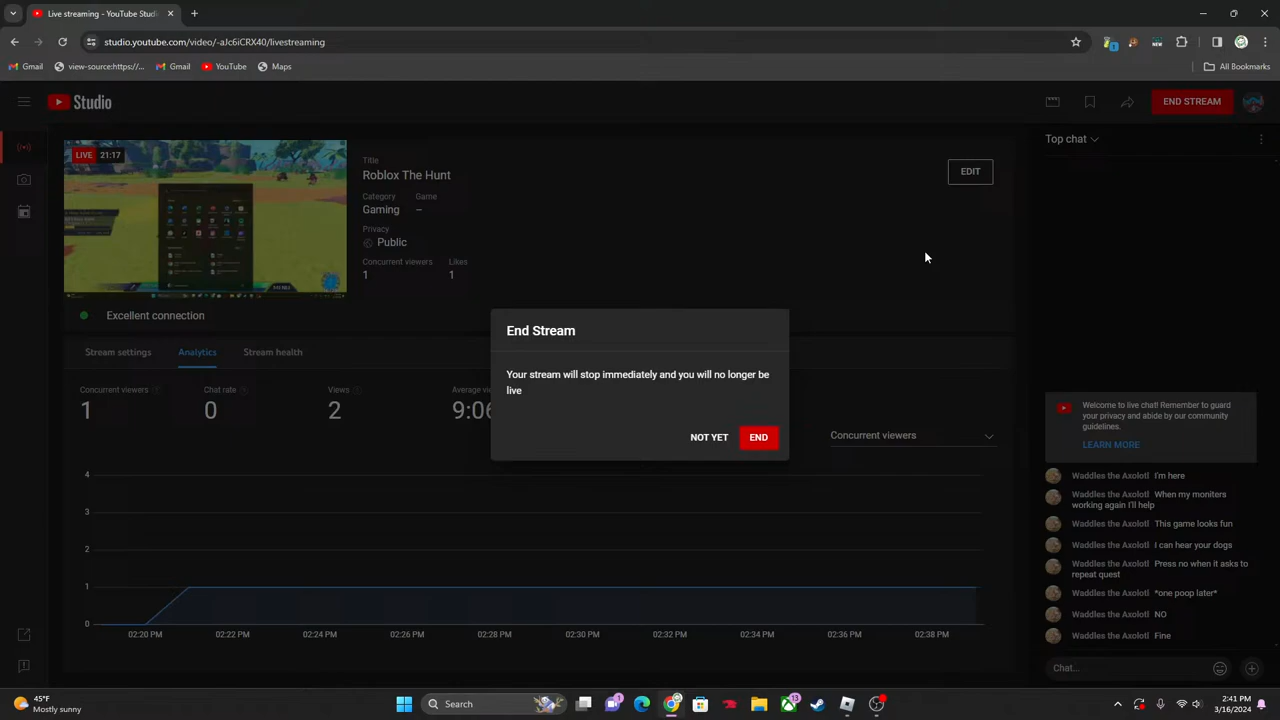 Live streaming - YouTube Studio
studio.youtube.com/video/-aJc6iCRX40/livestreaming
Gmail view-source:https://... Gmail YouTube Maps All Bookmarks
Studio
END STREAM
LIVE 21:17
Title
Roblox The Hunt
EDIT
Category Game
Gaming –
Privacy
Public
Concurrent viewers Likes
1 1
Excellent connection
Stream settings Analytics Stream health
Concurrent viewers Chat rate Views
1 0 2 9:06
Concurrent viewers
4
3
2
1
0
02:20 PM 02:22 PM 02:24 PM 02:26 PM 02:28 PM 02:30 PM 02:32 PM 02:34 PM 02:36 PM 02:38 PM
End Stream
Your stream will stop immediately and you will no longer be
live
NOT YET END
Top chat
Welcome to live chat! Remember to guard
your privacy and abide by our community
guidelines.
LEARN MORE
Waddles the Axolotl I'm here
Waddles the Axolotl When my moniters
working again I'll help
Waddles the Axolotl This game looks fun
Waddles the Axolotl I can hear your dogs
Waddles the Axolotl Press no when it asks to
repeat quest
Waddles the Axolotl *one poop later*
Waddles the Axolotl NO
Waddles the Axolotl Fine
Chat...
45°F
Mostly sunny
Search
1
13
2:41 PM
3/16/2024